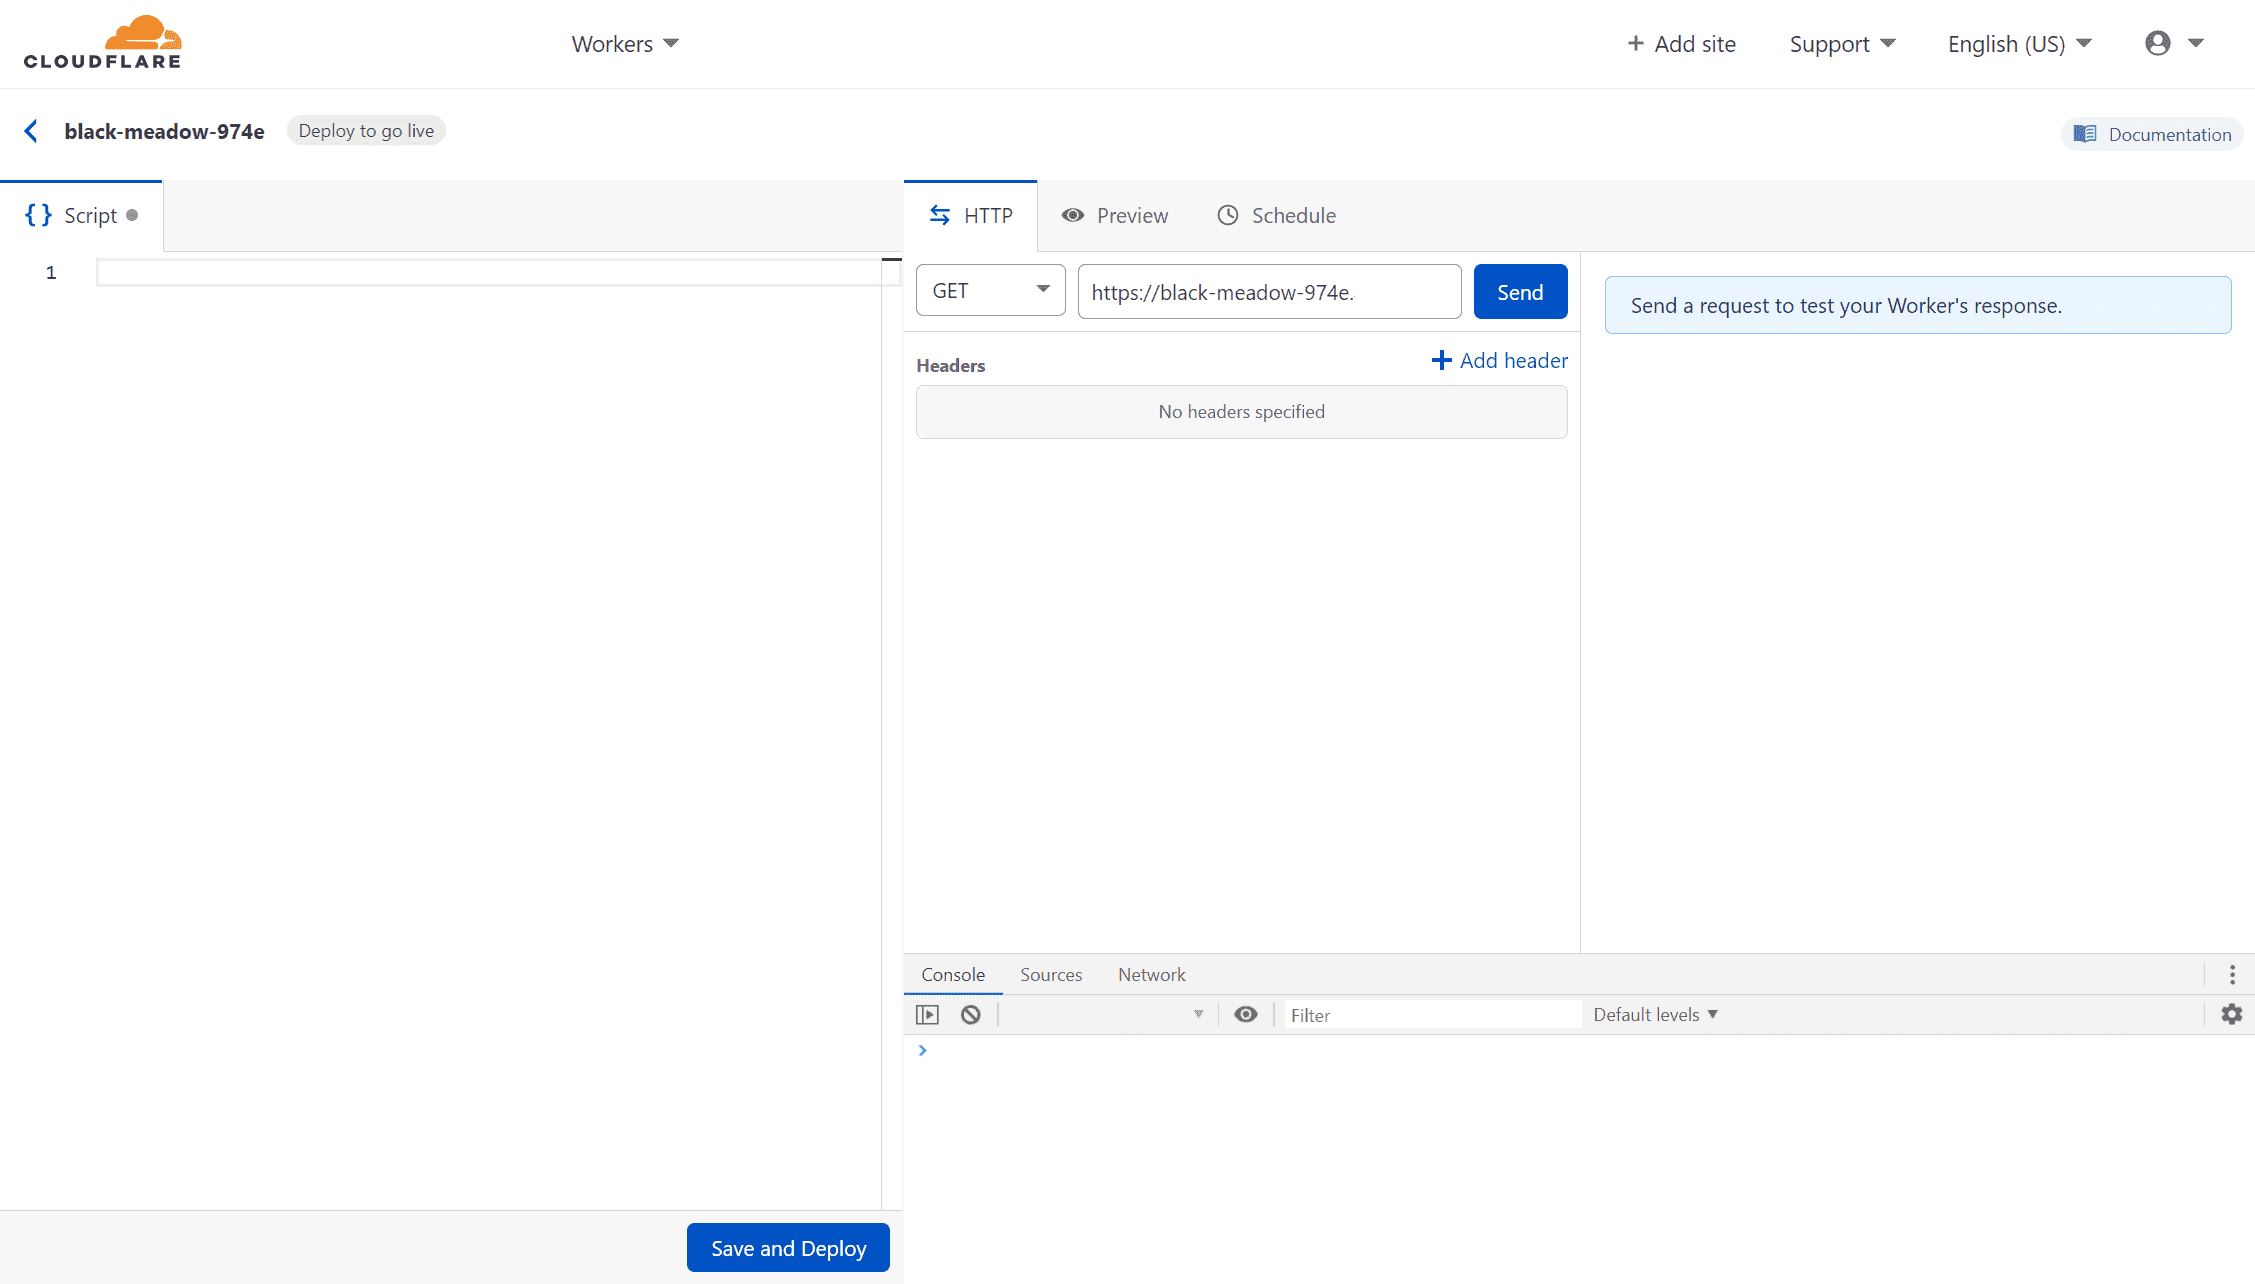 CLOUDFLARE
Workers
+ Add site
Support
English (US)
black-meadow-974e
Deploy to go live
Documentation
{ } Script
HTTP
Preview
Schedule
1
GET
https://black-meadow-974e.
Send
Send a request to test your Worker's response.
Headers
+ Add header
No headers specified
Console
Sources
Network
Filter
Default levels
Save and Deploy